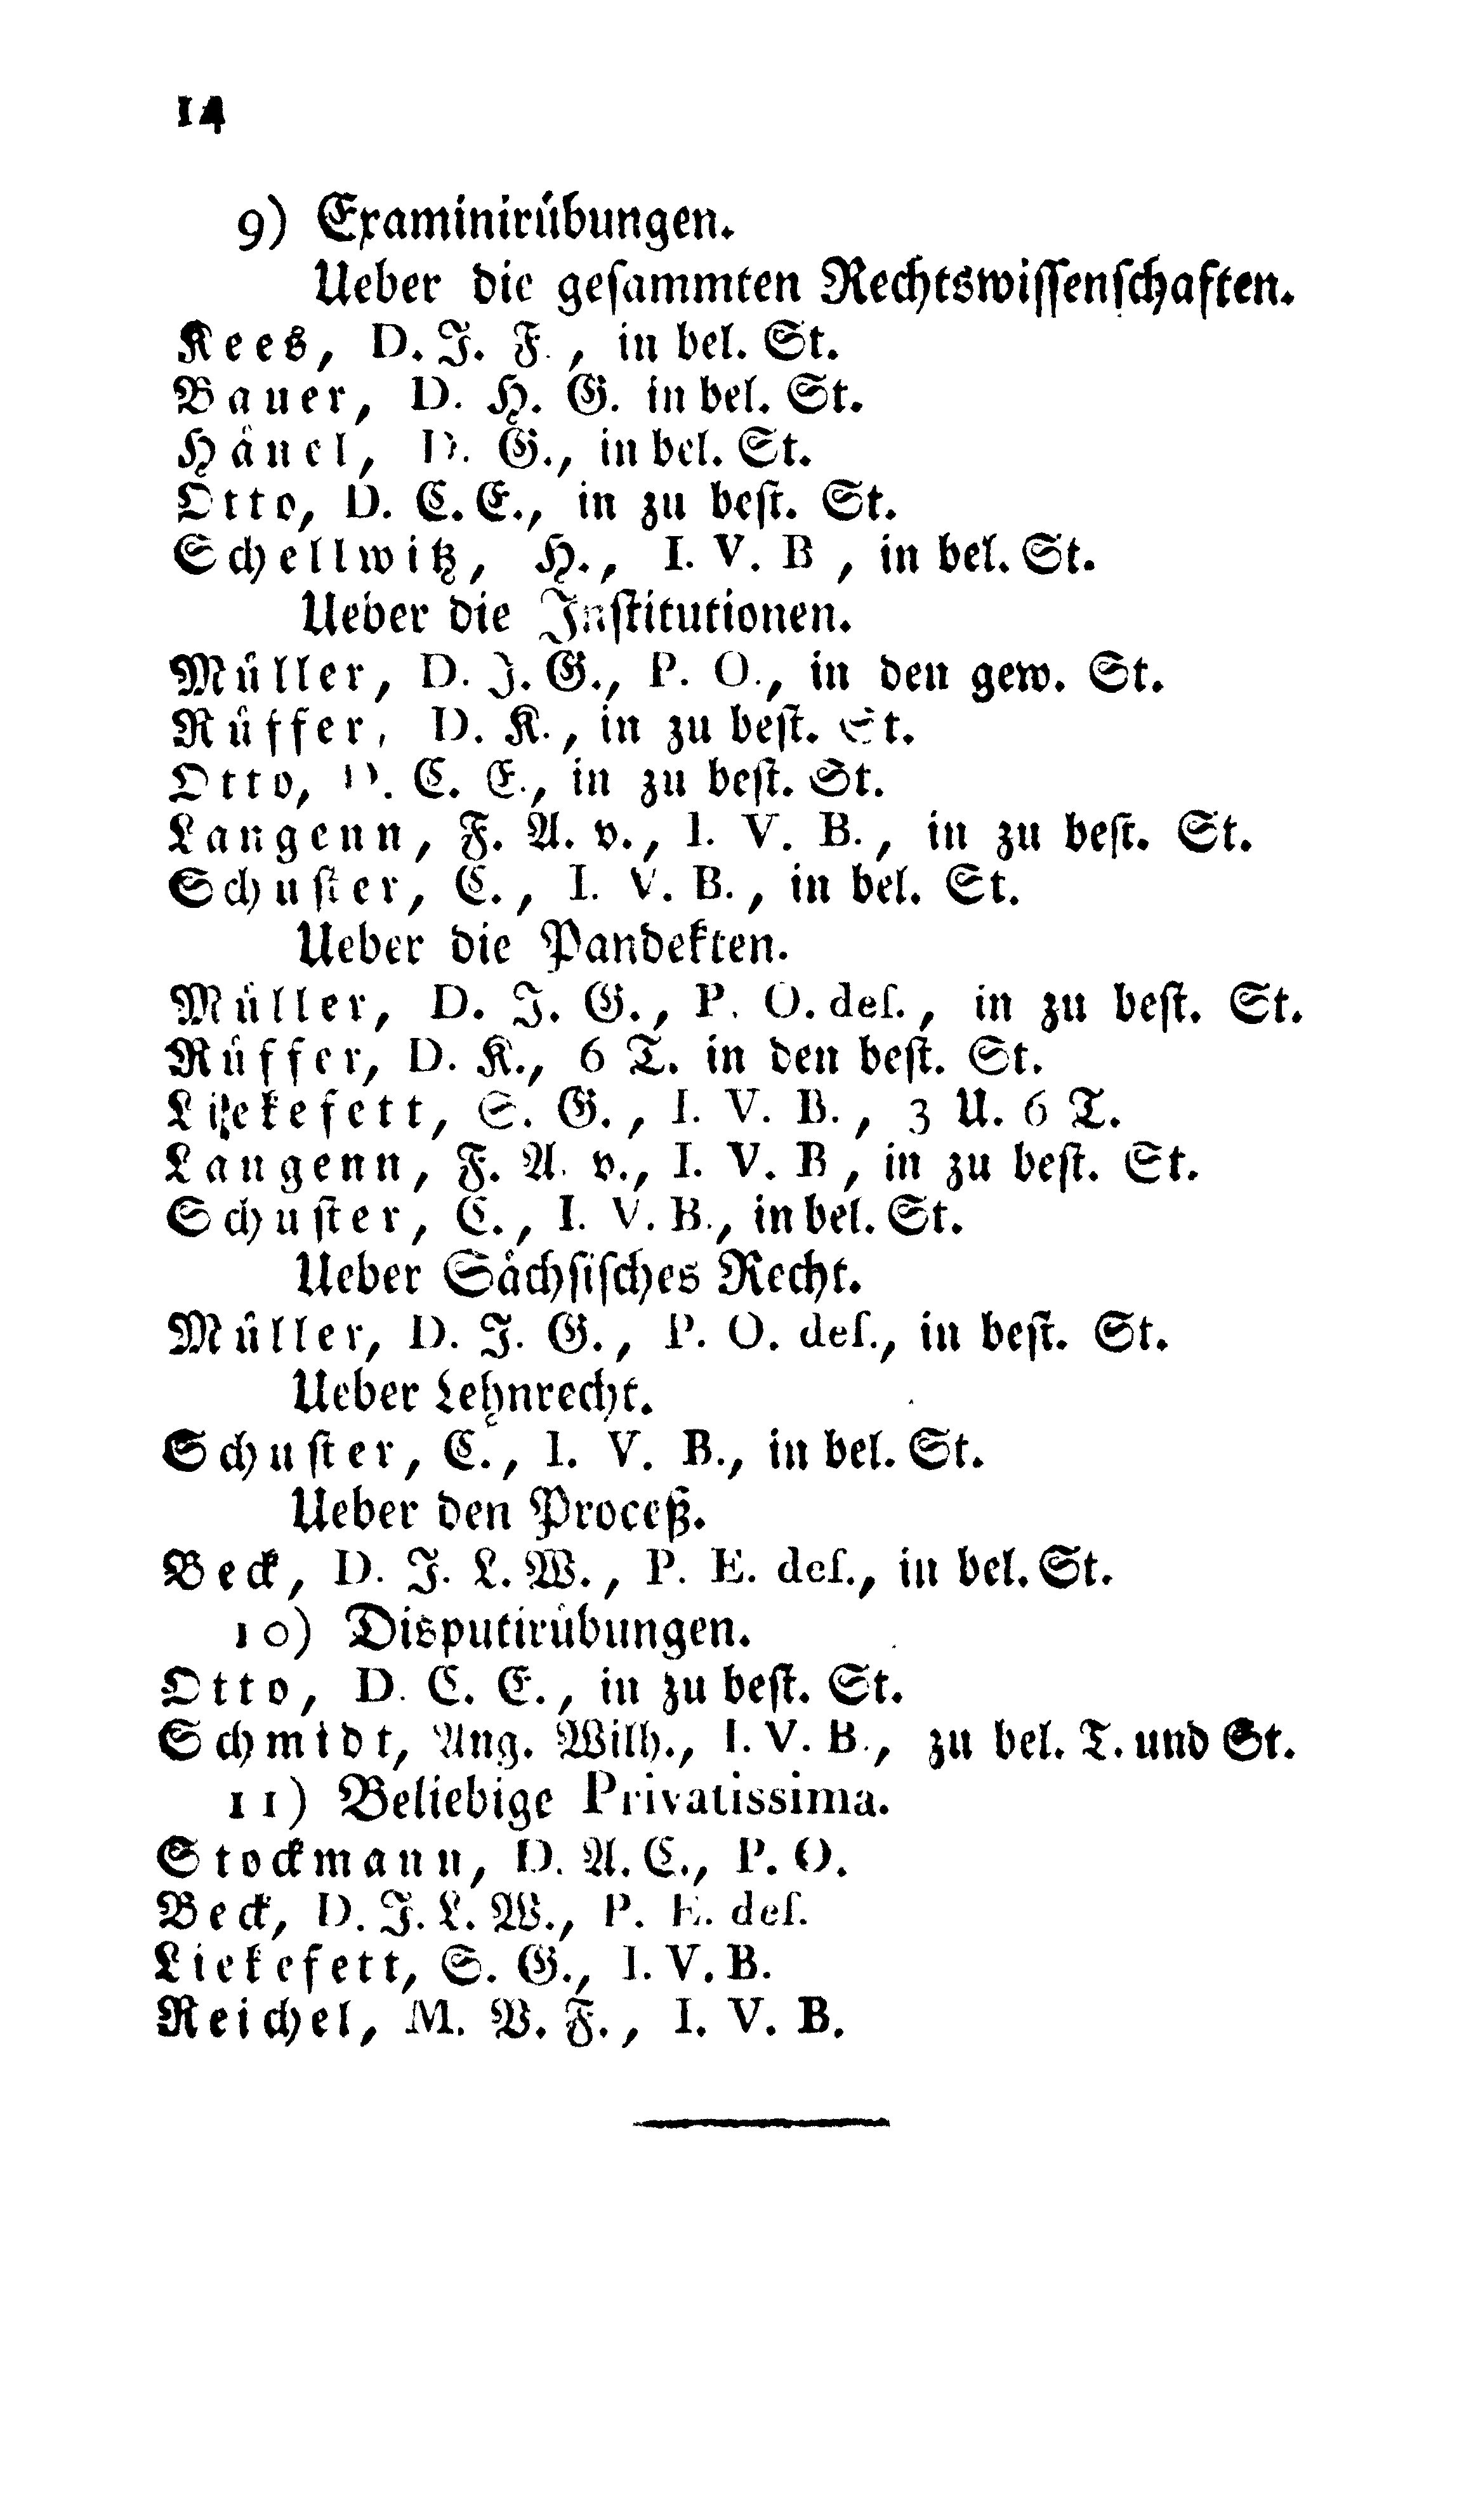 14
9) Examinirübungen.
Ueber die gesammten Rechtswissenschaften.
Kees, D. J. F., in bel. St.
Bauer, D. H. G. in bel. St.
Hänel, D. G., in bel. St.
Otto, D. C. E., in zu best. St.
Schellwitz, H., I. V. B , in bel. St.
Ueber die Institutionen.
Müller, D. J. G., P. O., in den gew. St.
Rüffer, D. K., in zu best. St.
Otto, D. C. E., in zu best. St.
Langenn, F. A. v., I. V. B., in zu best. St.
Schuster, C., I. V. B., in bel. St.
Ueber die Pandekten.
Müller, D. J. G., P. O. des., in zu best. St.
Rüffer, D. K., 6 T. in den best. St.
Liekefett, S. G., I. V. B., 3 U. 6 T.
Langenn, F. A. v., I. V. B , in zu best. St.
Schuster, C., I. V. B., in bel. St.
Ueber Sächsisches Recht.
Müller, D. J. G., P. O. des., in best. St.
Ueber Lehnrecht.
Schuster, C., I. V. B., in bel. St.
Ueber den Proceß.
Beck, D. J. L. W., P. E. des., in bel. St.
10) Disputirübungen.
Otto, D. C. E., in zu best. St.
Schmidt, Aug. Wilh., I. V. B., zu bel. T. und St.
11) Beliebige Privatissima.
Stockmann, D. A. C., P. O.
Beck, D. J. L. W., P. E. des.
Liekefett, S. G., I. V. B.
Reichel, M. V. F., I. V. B.